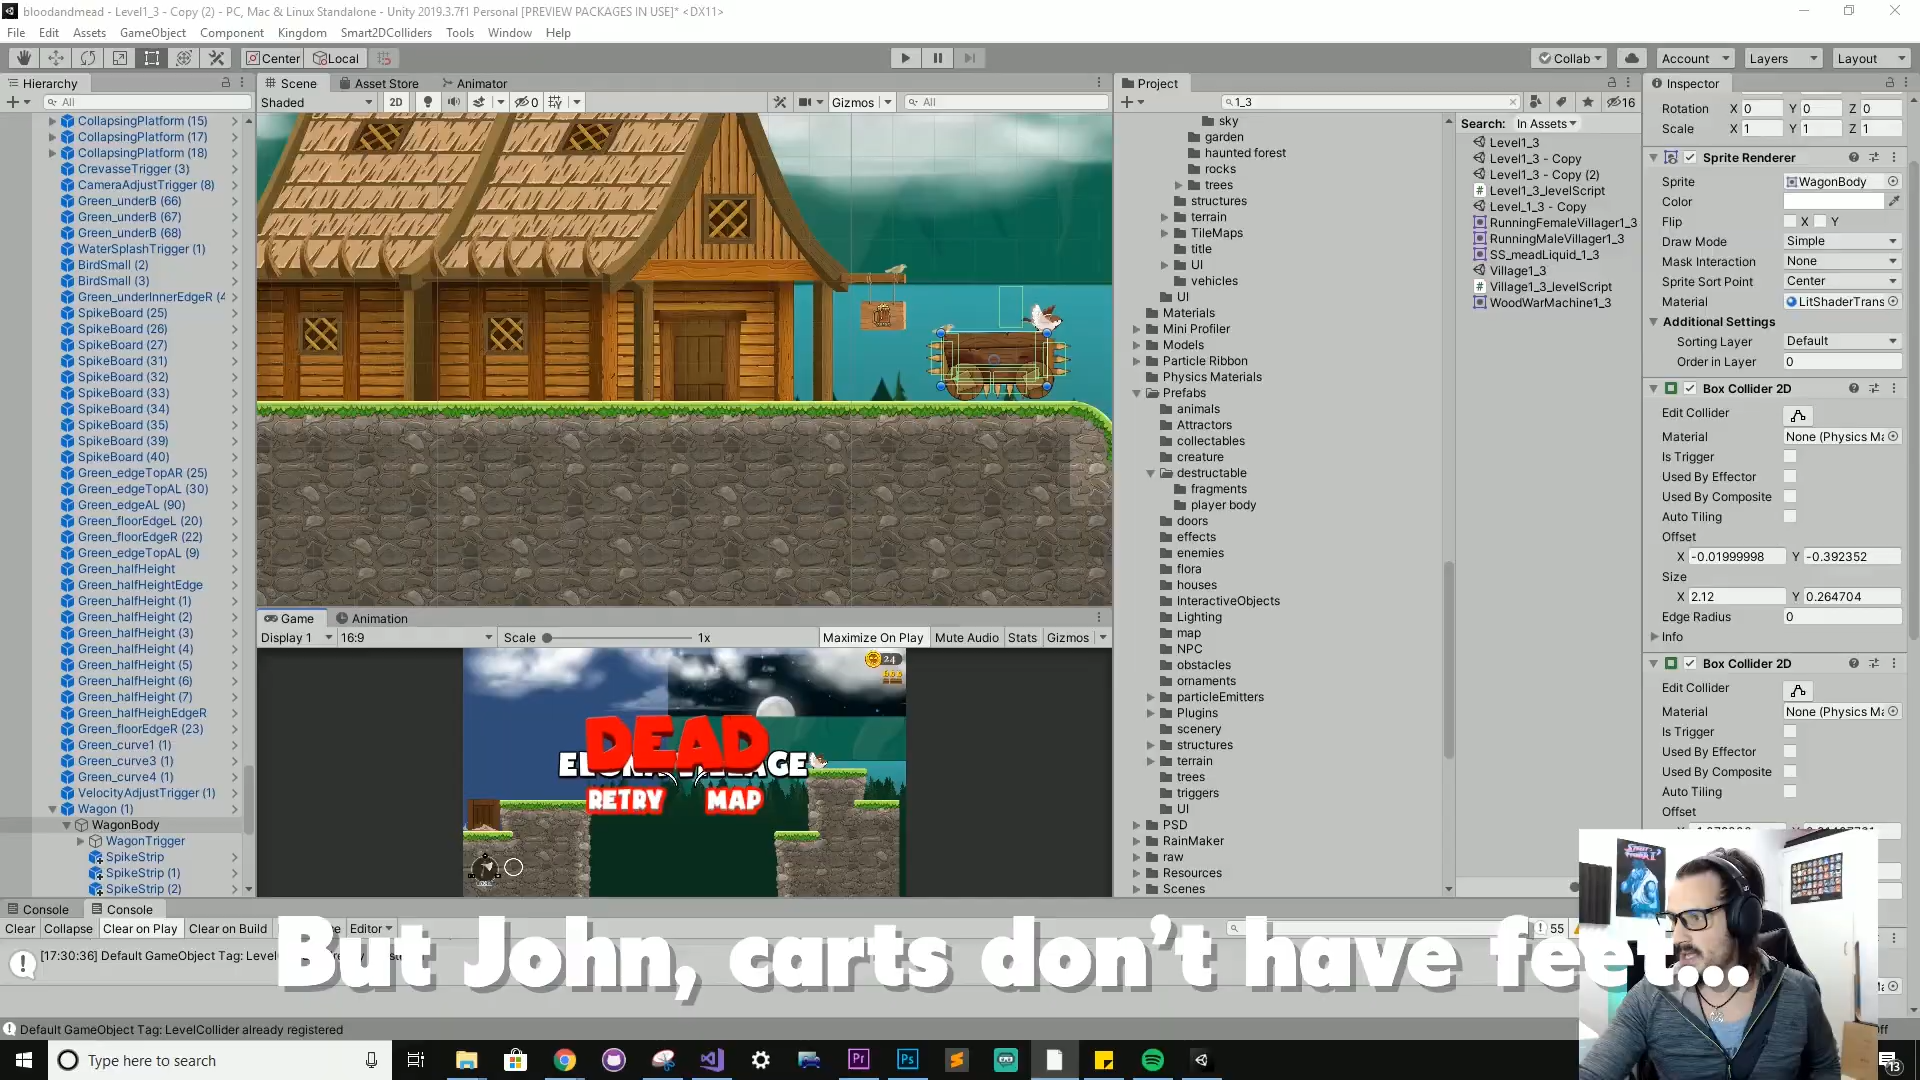 bloodandmead - Level1_3 - Copy (2) - PC, Mac & Linux Standalone - Unity 2019.3.7f1 Personal [PREVIEW PACKAGES IN USE]* <DX11>
File Edit Assets GameObject Component Kingdom Smart2DColliders Tools Window Help
Center Local Collab Account Layers Layout
Hierarchy
All
CollapsingPlatform (15)
CollapsingPlatform (17)
CollapsingPlatform (18)
CrevasseTrigger (3)
CameraAdjustTrigger (8)
Green_underB (66)
Green_underB (67)
Green_underB (68)
WaterSplashTrigger (1)
BirdSmall (2)
BirdSmall (3)
Green_underInnerEdgeR (4
SpikeBoard (25)
SpikeBoard (26)
SpikeBoard (27)
SpikeBoard (31)
SpikeBoard (32)
SpikeBoard (33)
SpikeBoard (34)
SpikeBoard (35)
SpikeBoard (39)
SpikeBoard (40)
Green_edgeTopAR (25)
Green_edgeTopAL (30)
Green_edgeAL (90)
Green_floorEdgeL (20)
Green_floorEdgeR (22)
Green_edgeTopAL (9)
Green_halfHeight
Green_halfHeightEdge
Green_halfHeight (1)
Green_halfHeight (2)
Green_halfHeight (3)
Green_halfHeight (4)
Green_halfHeight (5)
Green_halfHeight (6)
Green_halfHeight (7)
Green_halfHeighEdgeR
Green_floorEdgeR (23)
Green_curve1 (1)
Green_curve3 (1)
Green_curve4 (1)
VelocityAdjustTrigger (1)
Wagon (1)
WagonBody
WagonTrigger
SpikeStrip
SpikeStrip (1)
SpikeStrip (2)
Scene Asset Store Animator
Shaded 2D 0 Gizmos All
Game Animation
Display 1 16:9 Scale 1x Maximize On Play Mute Audio Stats Gizmos
24
DEAD
RETRY MAP
Project
1_3 16
sky
garden
haunted forest
rocks
trees
structures
terrain
TileMaps
title
UI
vehicles
UI
Materials
Mini Profiler
Models
Particle Ribbon
Physics Materials
Prefabs
animals
Attractors
collectables
creature
destructable
fragments
player body
doors
effects
enemies
flora
houses
InteractiveObjects
Lighting
map
NPC
obstacles
ornaments
particleEmitters
Plugins
scenery
structures
terrain
trees
triggers
UI
PSD
RainMaker
raw
Resources
Scenes
Search: In Assets
Level1_3
Level1_3 - Copy
Level1_3 - Copy (2)
Level1_3_levelScript
Level_1_3 - Copy
RunningFemaleVillager1_3
RunningMaleVillager1_3
SS_meadLiquid_1_3
Village1_3
Village1_3_levelScript
WoodWarMachine1_3
Inspector
Rotation X 0 Y 0 Z 0
Scale X 1 Y 1 Z 1
Sprite Renderer
Sprite WagonBody
Color
Flip X Y
Draw Mode Simple
Mask Interaction None
Sprite Sort Point Center
Material LitShaderTrans
Additional Settings
Sorting Layer Default
Order in Layer 0
Box Collider 2D
Edit Collider
Material None (Physics Ma
Is Trigger
Used By Effector
Used By Composite
Auto Tiling
Offset
X -0.01999998 Y -0.392352
Size
X 2.12 Y 0.264704
Edge Radius 0
Info
Box Collider 2D
Edit Collider
Material None (Physics Ma
Is Trigger
Used By Effector
Used By Composite
Auto Tiling
Offset
Console Console
Clear Collapse Clear on Play Clear on Build Editor 55
[17:30:36] Default GameObject Tag: Level
But John, carts don't have feet...
Default GameObject Tag: LevelCollider already registered
Type here to search
Pr Ps 13